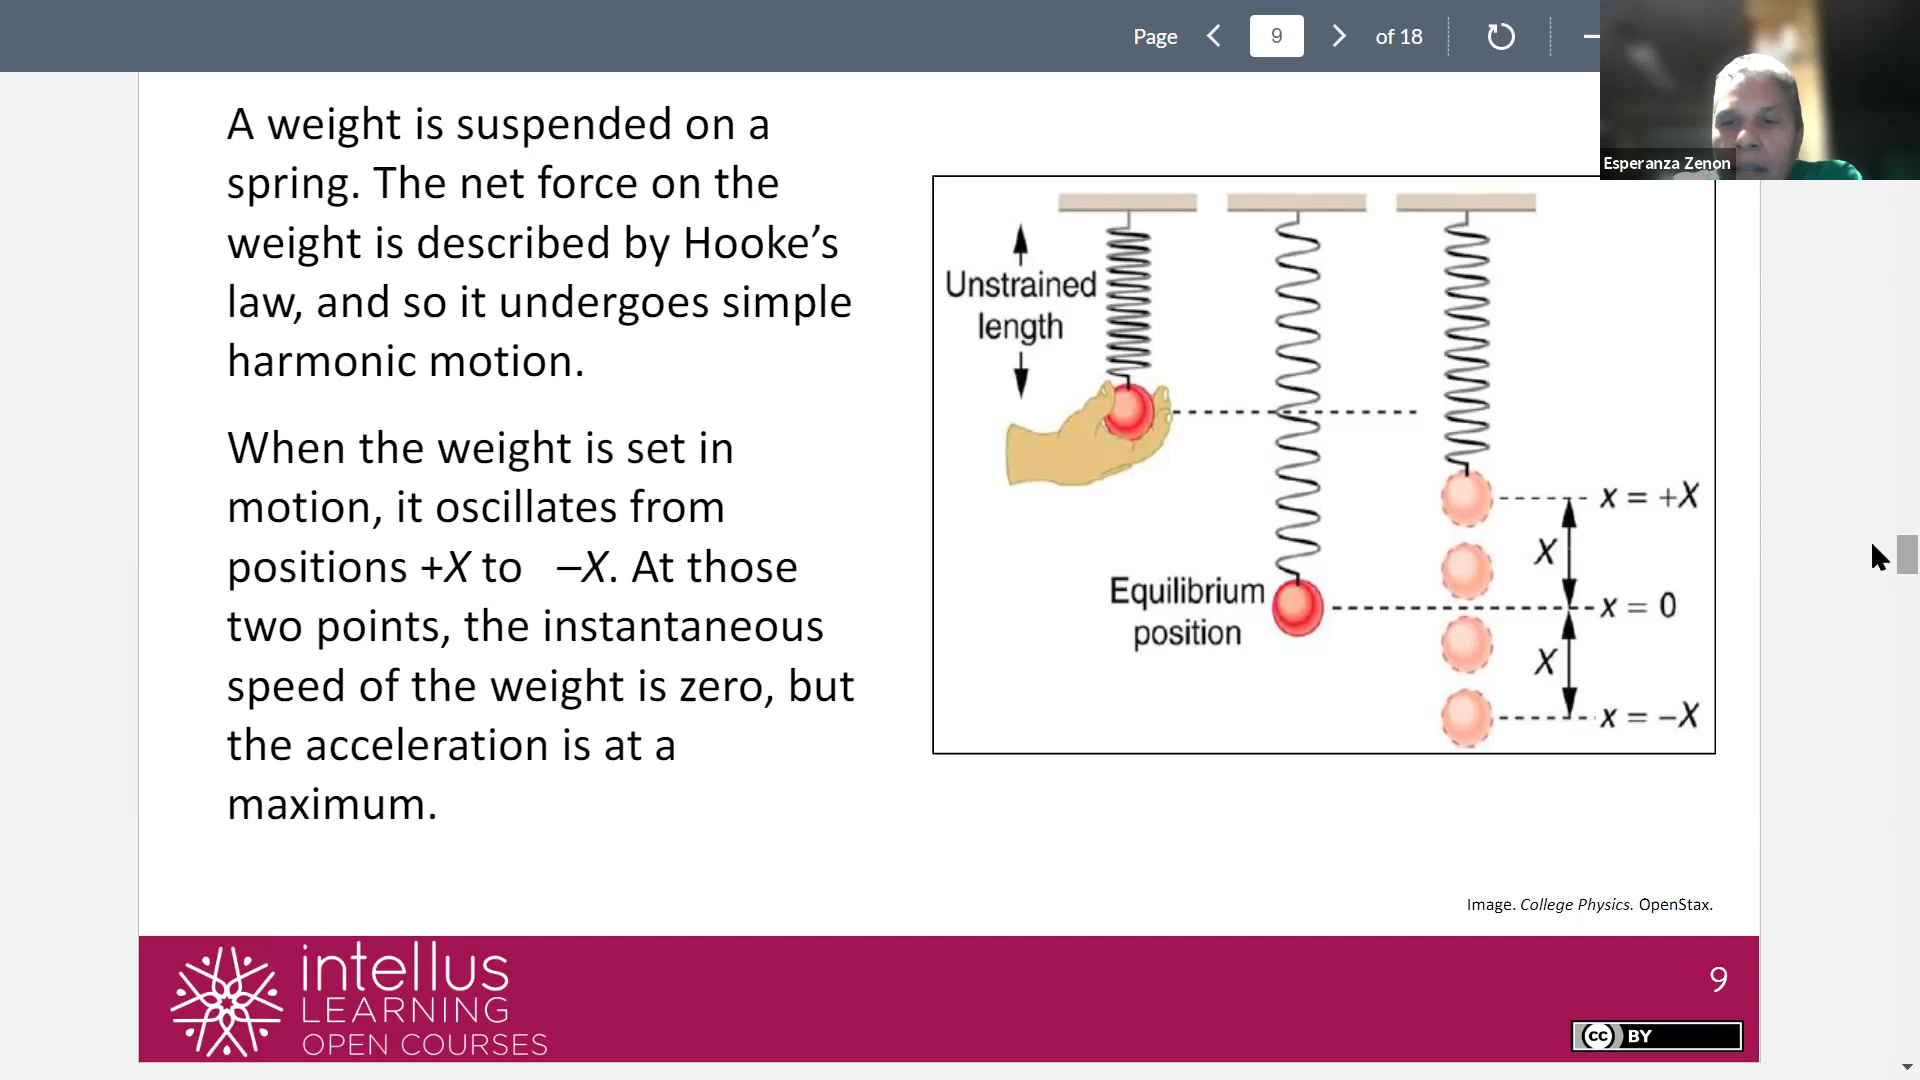 Page
9
of 18
Esperanza Zenon
A weight is suspended on a
spring. The net force on the
weight is described by Hooke’s
law, and so it undergoes simple
harmonic motion.
When the weight is set in
motion, it oscillates from
positions +X to –X. At those
two points, the instantaneous
speed of the weight is zero, but
the acceleration is at a
maximum.
Unstrained
length
Equilibrium
position
x = +X
X
x = 0
X
x = –X
Image. College Physics. OpenStax.
intellus
LEARNING
OPEN COURSES
9
cc BY